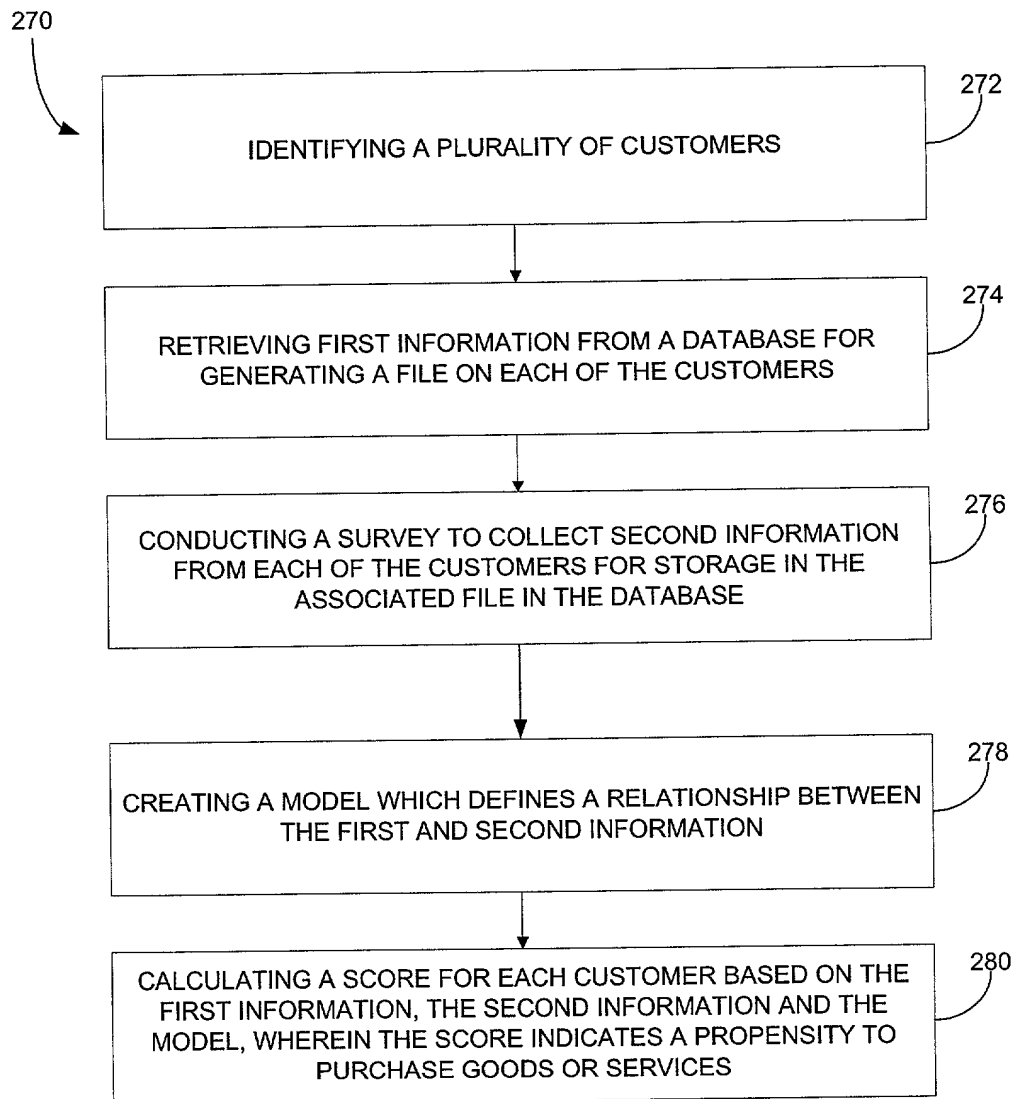 270
272
IDENTIFYING A PLURALITY OF CUSTOMERS
274
RETRIEVING FIRST INFORMATION FROM A DATABASE FOR
GENERATING A FILE ON EACH OF THE CUSTOMERS
276
CONDUCTING A SURVEY TO COLLECT SECOND INFORMATION
FROM EACH OF THE CUSTOMERS FOR STORAGE IN THE
ASSOCIATED FILE IN THE DATABASE
278
CREATING A MODEL WHICH DEFINES A RELATIONSHIP BETWEEN
THE FIRST AND SECOND INFORMATION
280
CALCULATING A SCORE FOR EACH CUSTOMER BASED ON THE
FIRST INFORMATION, THE SECOND INFORMATION AND THE
MODEL, WHEREIN THE SCORE INDICATES A PROPENSITY TO
PURCHASE GOODS OR SERVICES